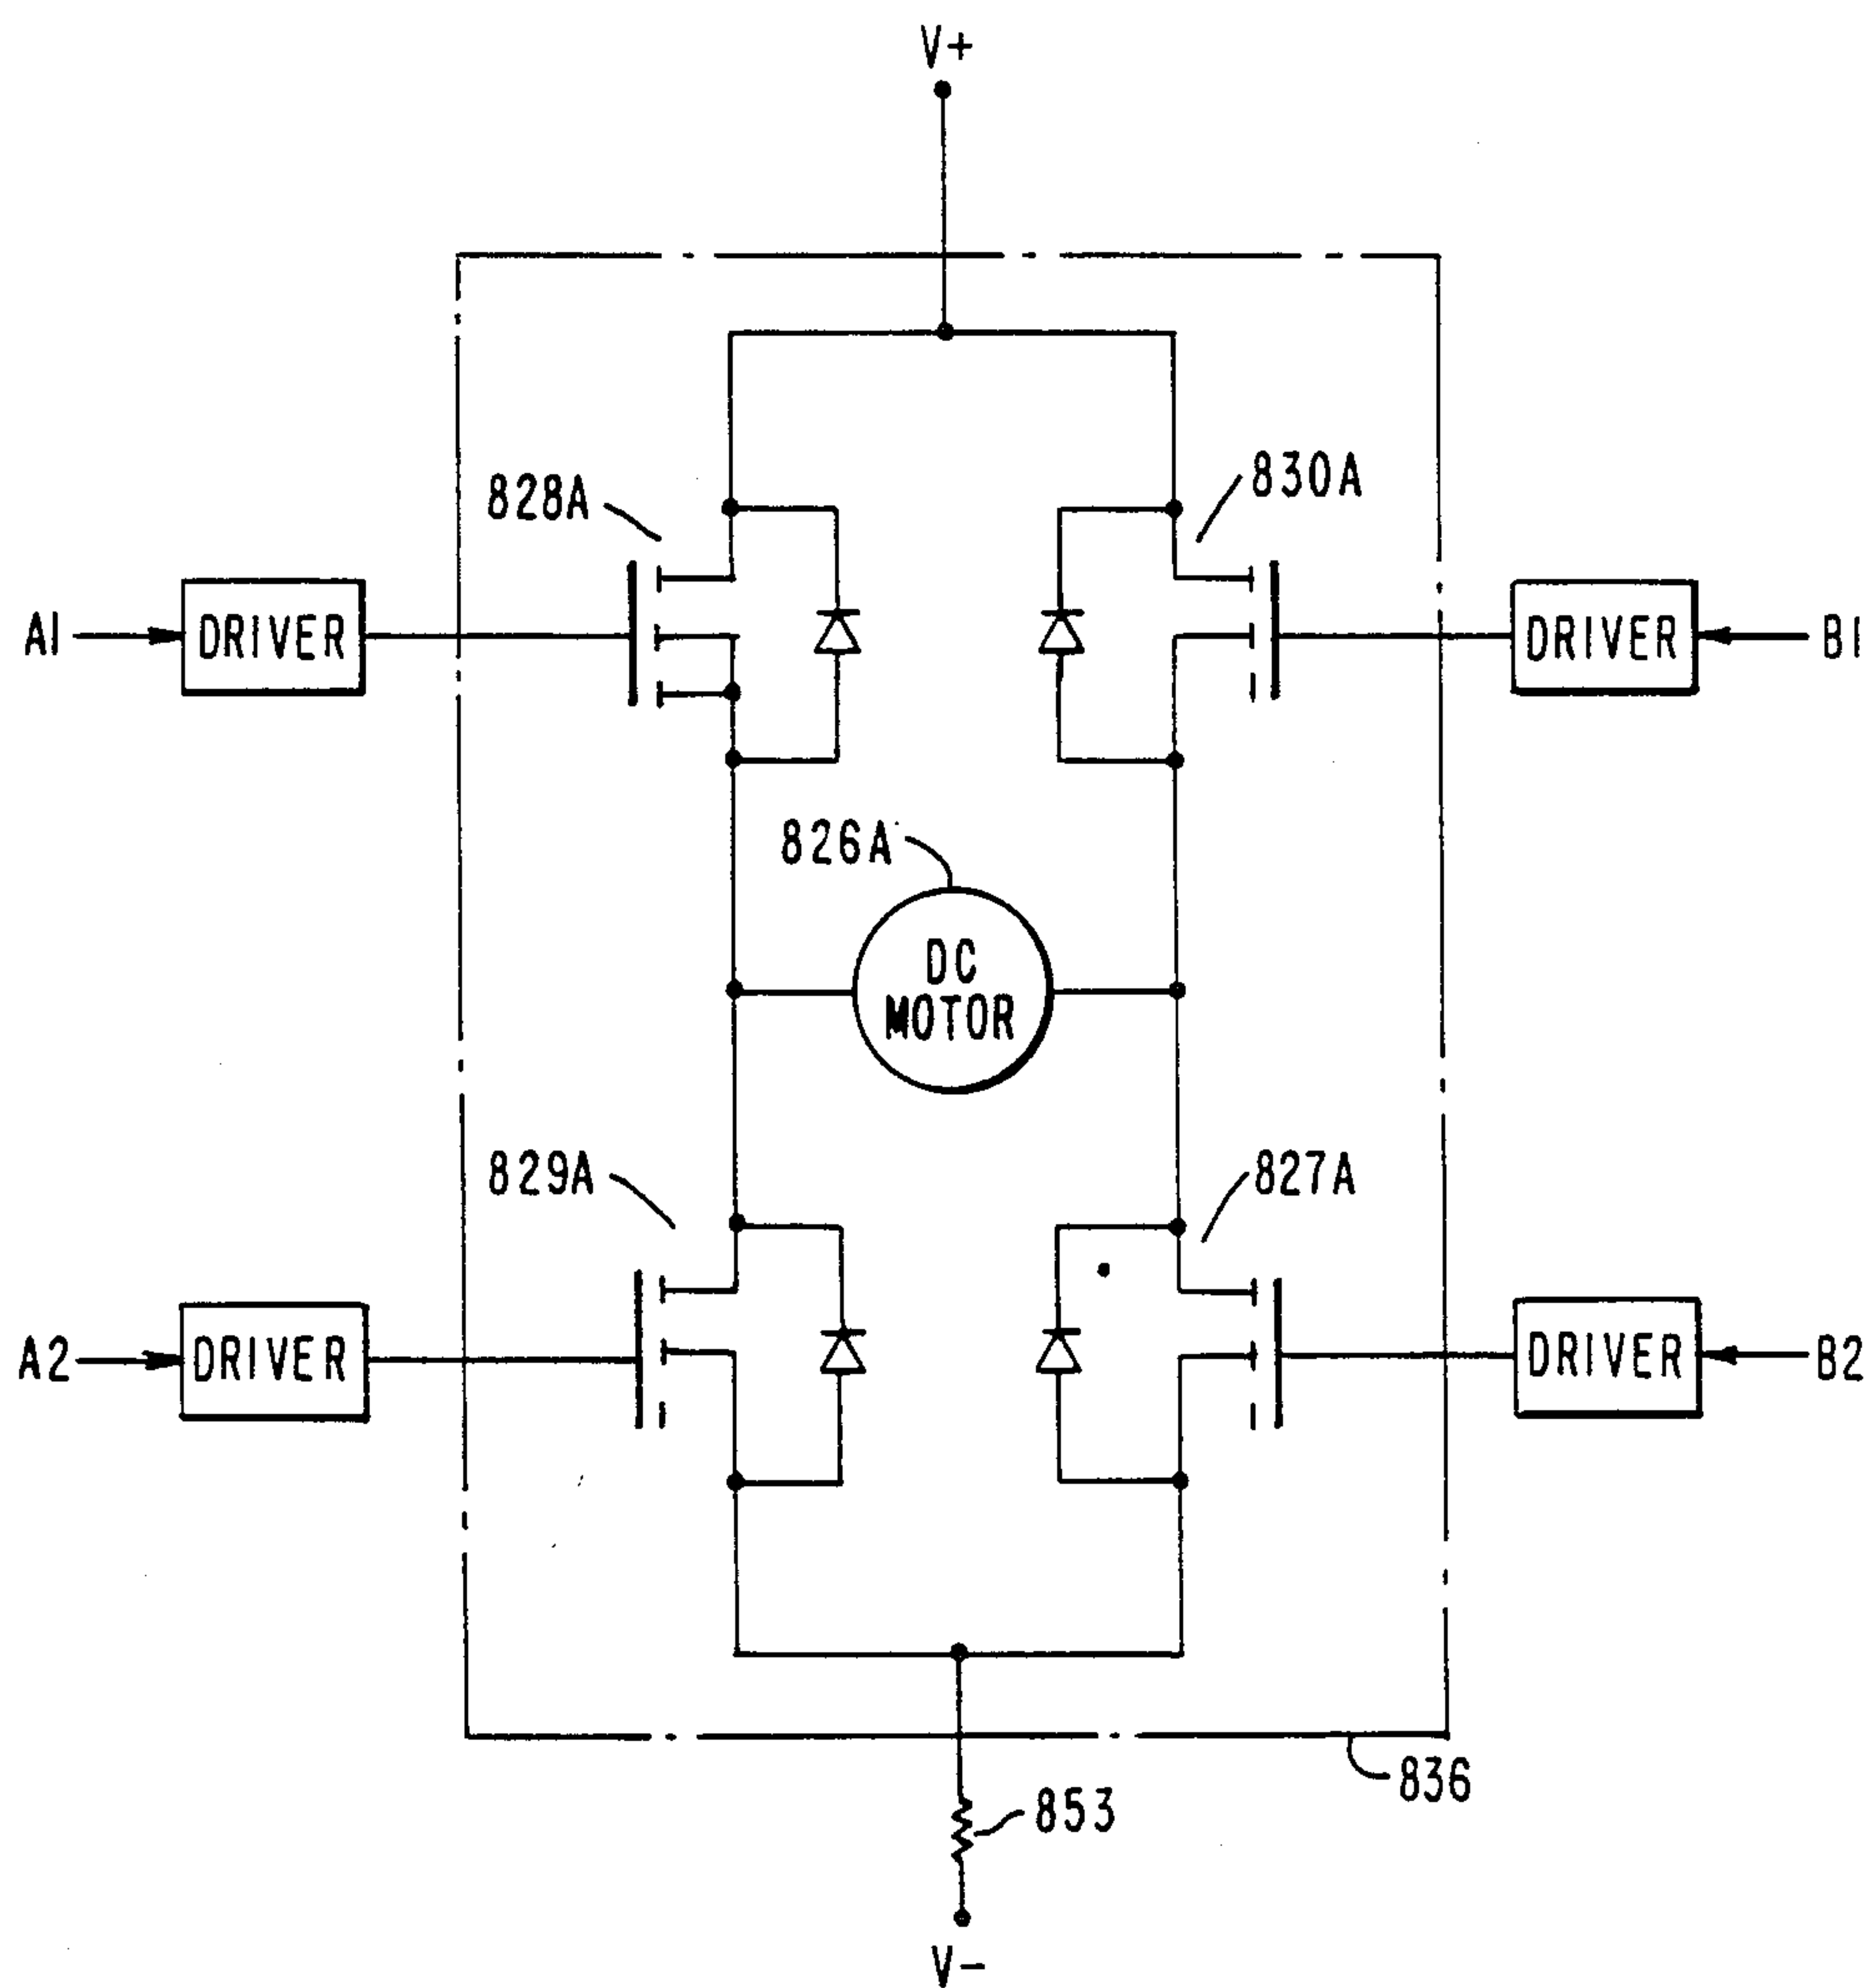 V+
828A
830A
A1
DRIVER
DRIVER
B1
826A
DC
MOTOR
829A
827A
A2
DRIVER
DRIVER
B2
836
853
V-